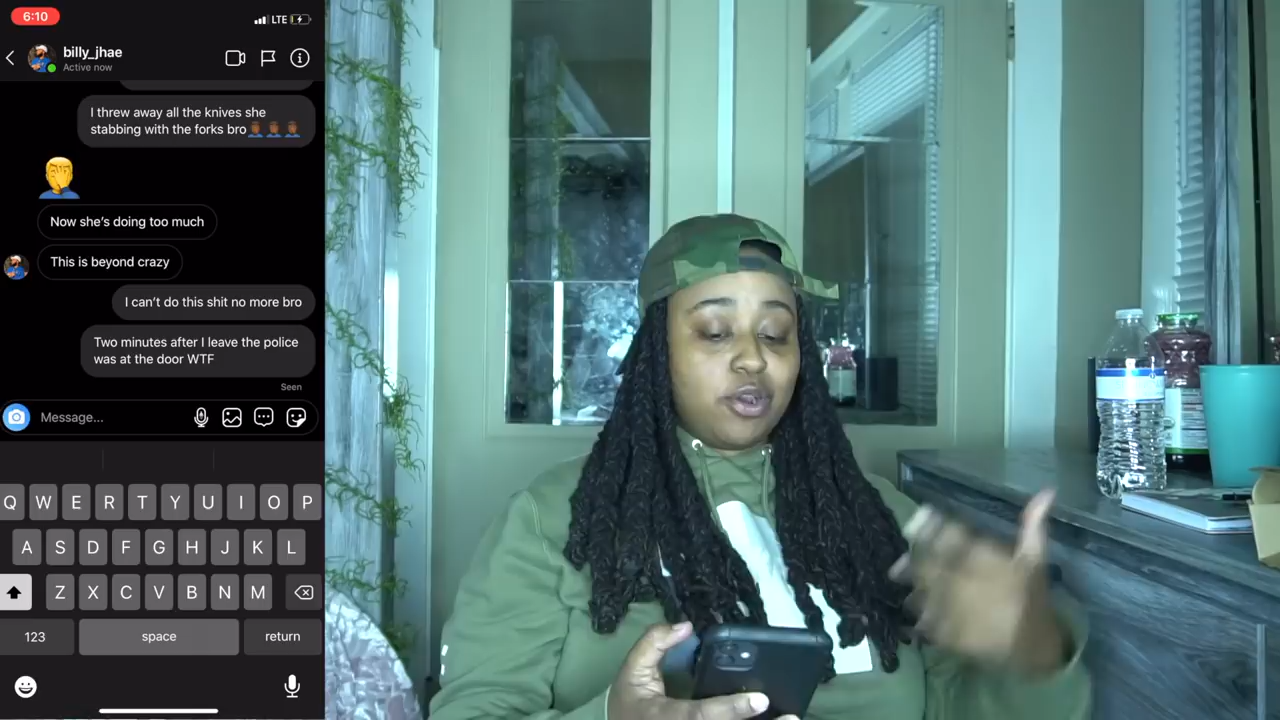 6:10
LTE
billy_jhae
Active now
I threw away all the knives she
stabbing with the forks bro🤦🏾‍♂️🤦🏾‍♂️🤦🏾‍♂️
🤦‍♂️
Now she’s doing too much
This is beyond crazy
I can’t do this shit no more bro
Two minutes after I leave the police
was at the door WTF
Seen
Message...
Q W E R T Y U I O P
A S D F G H J K L
Z X C V B N M
123 space return